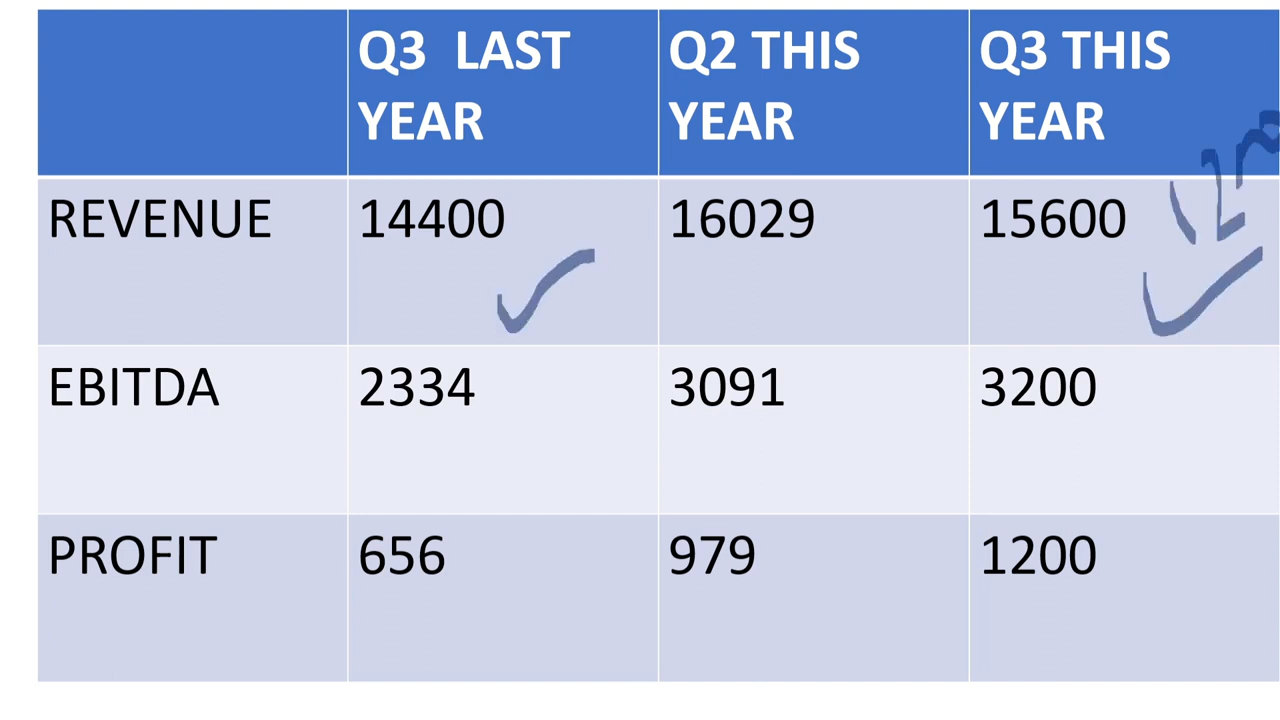 Q3 LAST YEAR
Q2 THIS YEAR
Q3 THIS YEAR
REVENUE 14400 16029 15600
EBITDA 2334 3091 3200
PROFIT 656 979 1200